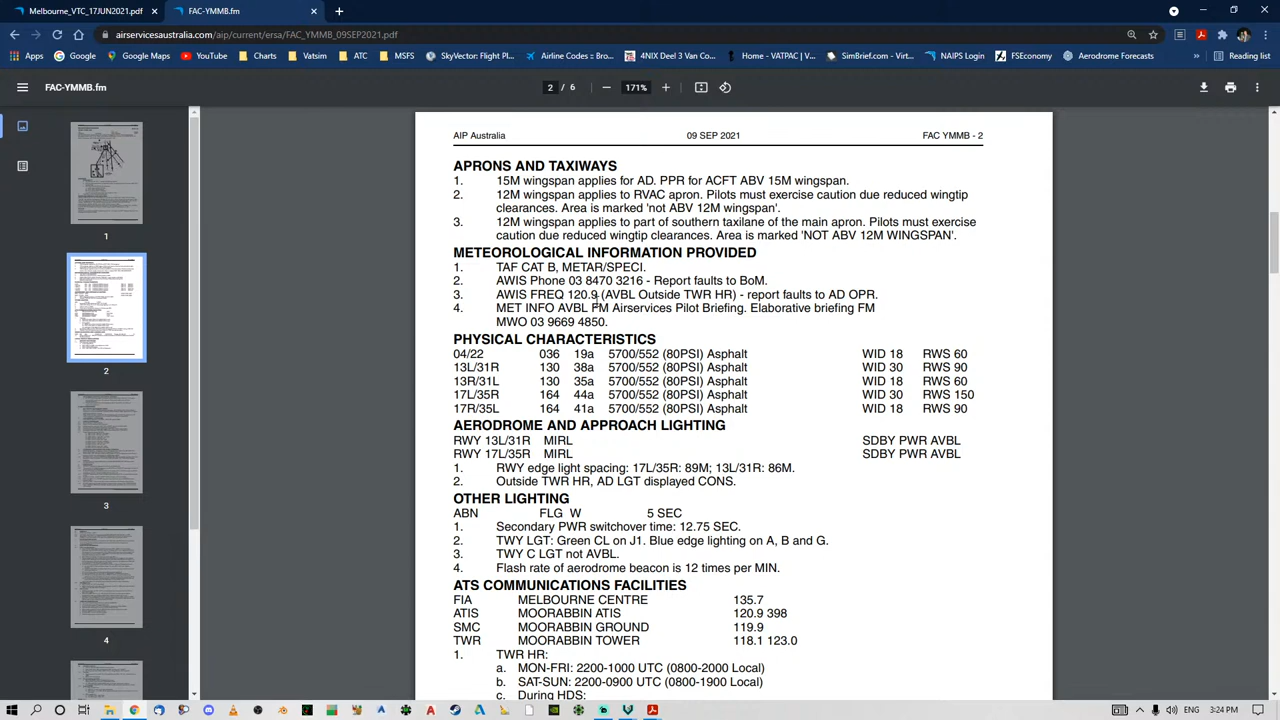 Melbourne_VTC_17JUN2021.pdf
FAC-YMMB.fm
airservicesaustralia.com/aip/current/ersa/FAC_YMMB_09SEP2021.pdf
Apps
Google
Maps
YouTube
Charts
Vatsim
ATC
MSFS
SkyVector: Flight Pl...
Airline Codes :: Bro...
4NIX Deel 3 Van Co...
Home - VATPAC | V...
SimBrief.com - Virt...
NAIPS Login
FSEconomy
Aerodrome Forecasts
Reading list
FAC-YMMB.fm
2 / 6
171%
1
2
3
4
AIP Australia 09 SEP 2021 FAC YMMB - 2
APRONS AND TAXIWAYS
1. 15M wingspan applies for AD. PPR for ACFT ABV 15M wingspan.
2. 12M wingspan applies to RVAC apron. Pilots must exercise caution due reduced wingtip
clearances. Area is marked 'not ABV 12M wingspan'.
3. 12M wingspan applies to part of southern taxilane of the main apron. Pilots must exercise
caution due reduced wingtip clearances. Area is marked 'NOT ABV 12M WINGSPAN'.
METEOROLOGICAL INFORMATION PROVIDED
1. TAF CAT B, METAR/SPECI.
2. AWIS PH 03 9570 3216 - Report faults to BoM.
3. AWIS FREQ 120.9 (AVBL Outside TWR HR) - report faults to AD OPR.
4. NOTAM AVBL FM Airservices Pilot Briefing. Elaborative briefing FM
MMO 03 9669 4850.
PHYSICAL CHARACTERISTICS
04/22 036 19a 5700/552 (80PSI) Asphalt WID 18 RWS 60
13L/31R 130 38a 5700/552 (80PSI) Asphalt WID 30 RWS 90
13R/31L 130 35a 5700/552 (80PSI) Asphalt WID 18 RWS 60
17L/35R 164 44a 5700/552 (80PSI) Asphalt WID 30 RWS 150
17R/35L 164 41a 5700/552 (80PSI) Asphalt WID 18 RWS 90
AERODROME AND APPROACH LIGHTING
RWY 13L/31R MIRL SDBY PWR AVBL
RWY 17L/35R MIRL SDBY PWR AVBL
1. Rwy edge light spacing: 17L/35R: 89M, 13L/31R: 88M.
2. Outside TWR HR, AD LGT displayed CONS.
OTHER LIGHTING
ABN FLG W 5 SEC
1. Secondary PWR switchover time: 12.75 SEC.
2. TWY LGT: Green CL on J1. Blue edge lighting on A, B and G.
3. TWY CLGT not AVBL.
4. Flash rate of aerodrome beacon is 12 times per MIN.
ATS COMMUNICATIONS FACILITIES
FIA MELBOURNE CENTRE 135.7
ATIS MOORABBIN ATIS 120.9 398
SMC MOORABBIN GROUND 119.9
TWR MOORABBIN TOWER 118.1 123.0
1. TWR HR:
a. MON-FRI: 2200-1000 UTC (0800-2000 Local)
b. SAT-SUN: 2200-0900 UTC (0800-1900 Local)
c. During HDS:
ENG 3:24 PM